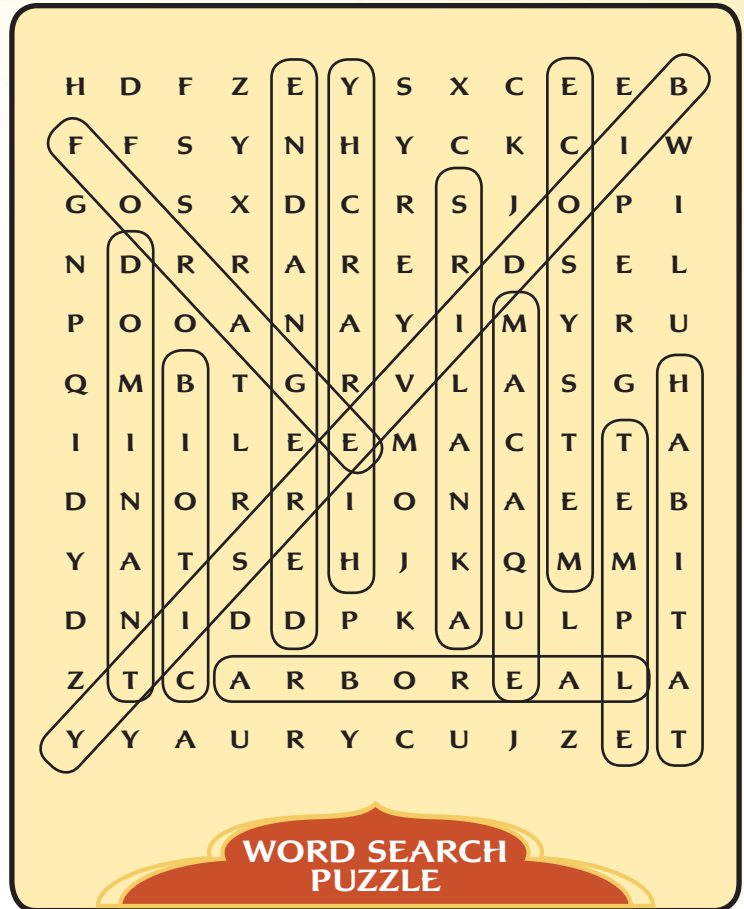 H D F Z E Y S X C E E B
F F S Y N H Y C K C I W
G O S X D C R S J O P I
N D R R A R E R D S E L
P O O A N A Y I M Y R U
Q M B T G R V L A S G H
I I I L E E M A C T T A
D N O R R I O N A E E B
Y A T S E H J K Q M M I
D N I D D P K A U L P T
Z T C A R B O R E A L A
Y Y A U R Y C U J Z E T
WORD SEARCH
PUZZLE